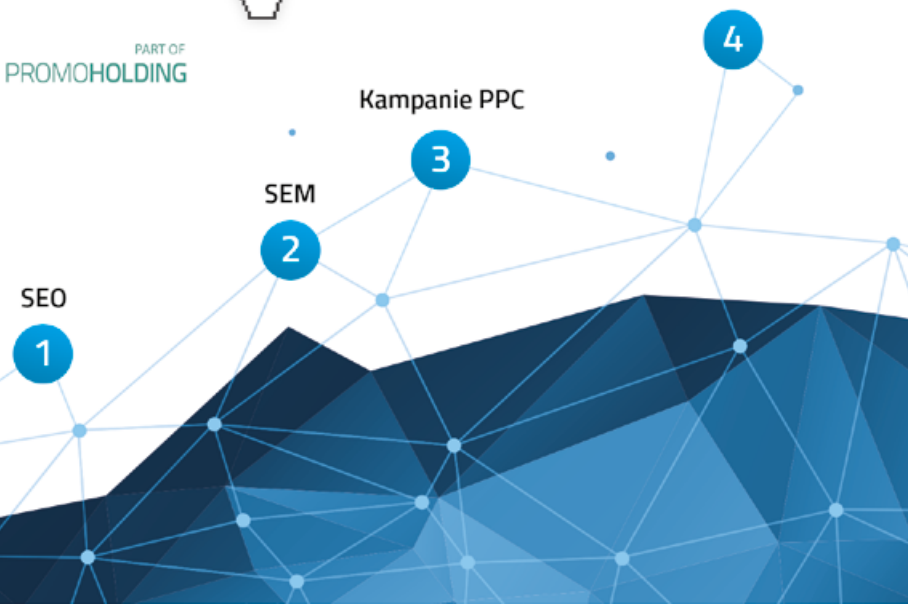 PART OF
PROMOHOLDING
4
Kampanie PPC
3
SEM
2
SEO
1